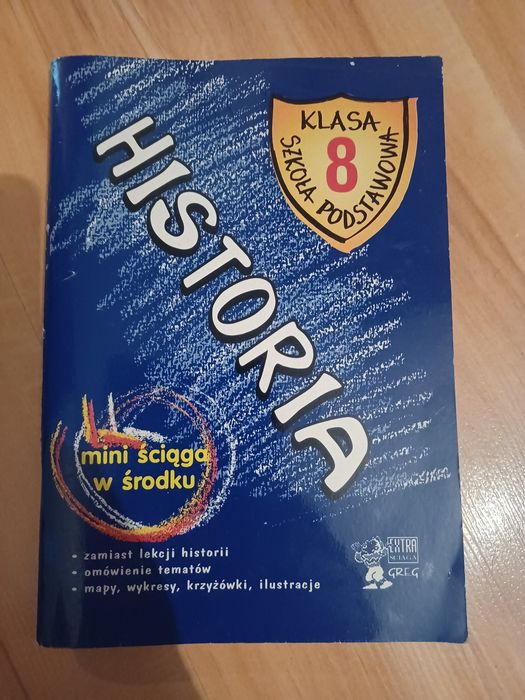 KLASA
8
SZKOŁA PODSTAWOWA
HISTORIA
mini ściąga
w środku
• zamiast lekcji historii
• omówienie tematów
• mapy, wykresy, krzyżówki, ilustracje
EXTRA
ŚCIĄGA
GREG